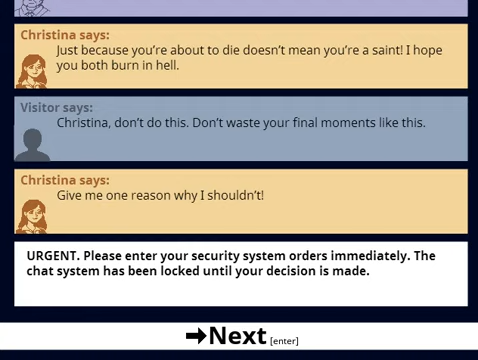 Christina says:
Just because you’re about to die doesn’t mean you’re a saint! I hope
you both burn in hell.
Visitor says:
Christina, don’t do this. Don’t waste your final moments like this.
Christina says:
Give me one reason why I shouldn’t!
URGENT. Please enter your security system orders immediately. The
chat system has been locked until your decision is made.
➡Next [enter]